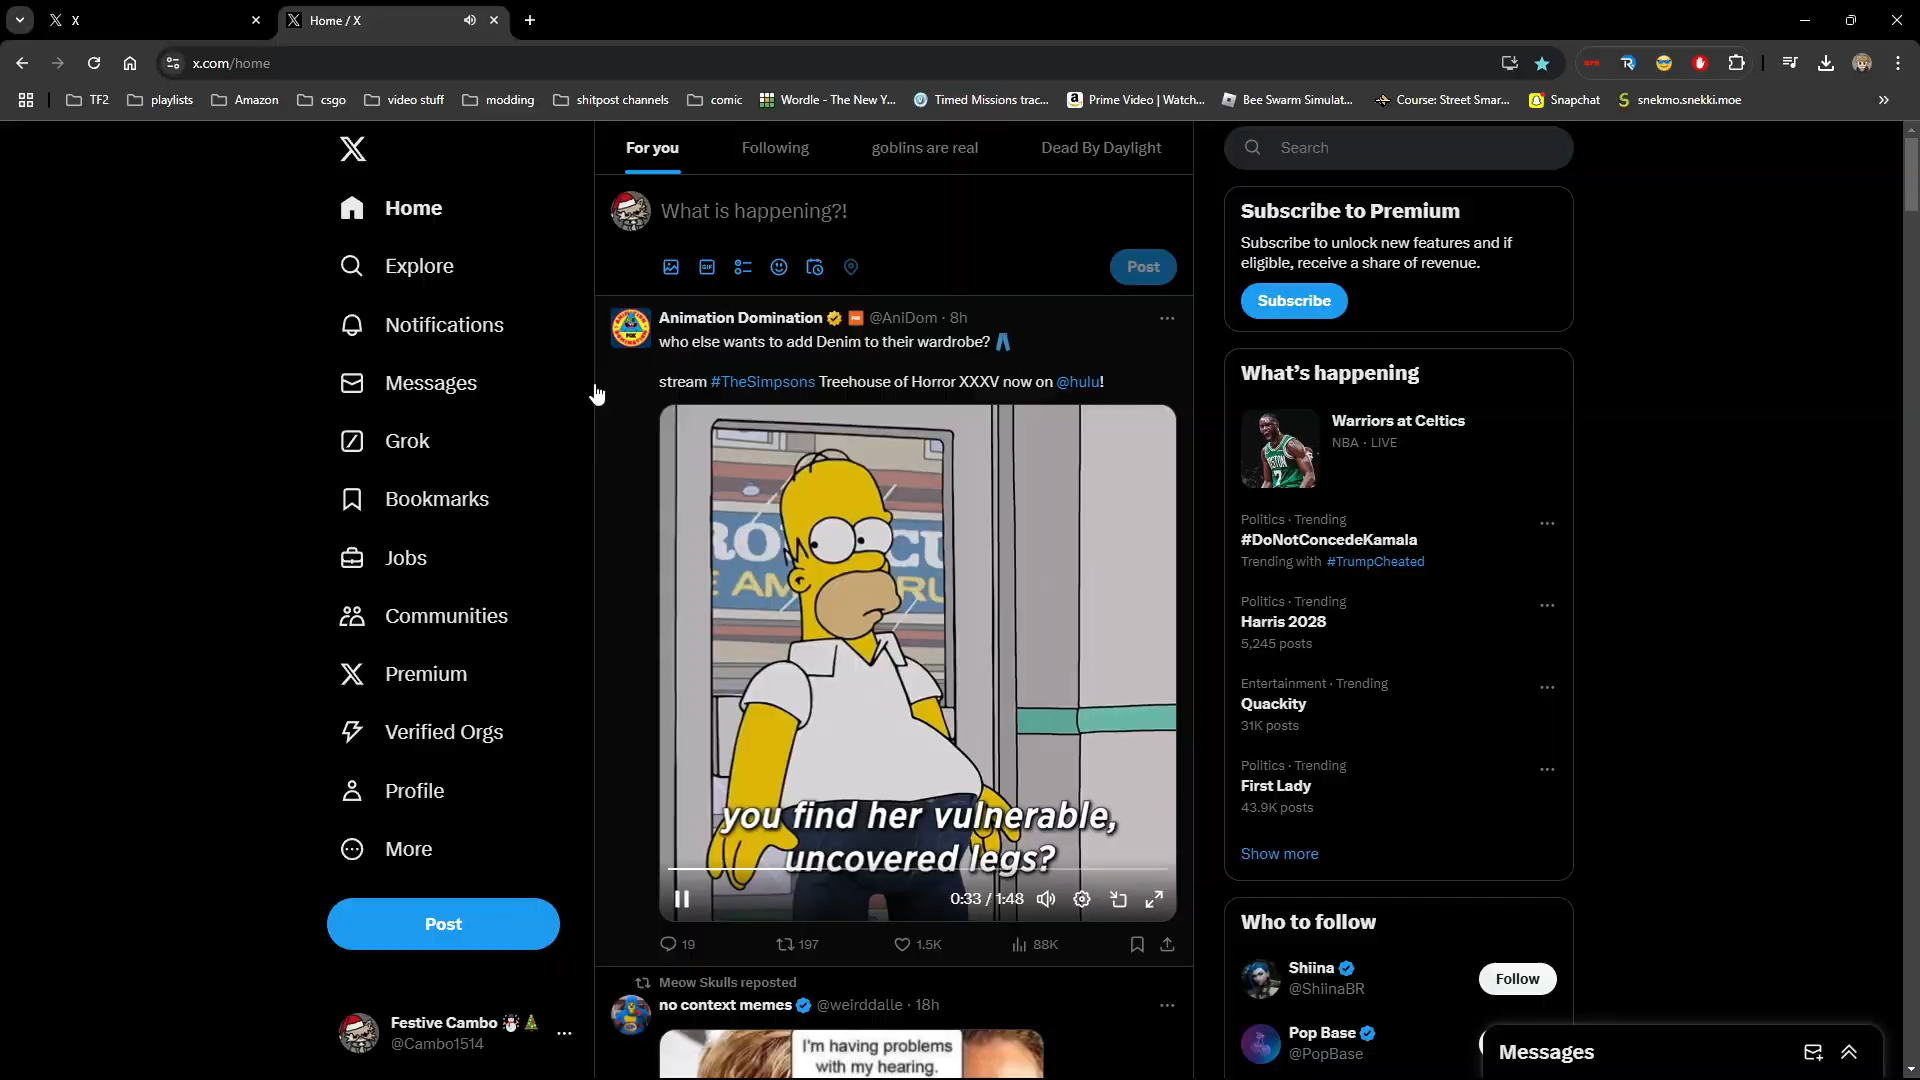 X
Home / X
x.com/home
TF2
playlists
Amazon
csgo
video stuff
modding
shitpost channels
comic
Wordle - The New Y...
Timed Missions trac...
Prime Video | Watch...
Bee Swarm Simulat...
Course: Street Smar...
Snapchat
snekmo.snekki.moe
Home
Explore
Notifications
Messages
Grok
Bookmarks
Jobs
Communities
Premium
Verified Orgs
Profile
More
Post
Festive Cambo
@Cambo1514
For you
Following
goblins are real
Dead By Daylight
What is happening?!
GIF
Post
Animation Domination @AniDom · 8h
who else wants to add Denim to their wardrobe?
stream #TheSimpsons Treehouse of Horror XXXV now on @hulu!
you find her vulnerable,
uncovered legs?
0:33 / 1:48
19
197
1.5K
88K
Meow Skulls reposted
no context memes @weirddalle · 18h
I'm having problems
with my hearing.
Search
Subscribe to Premium
Subscribe to unlock new features and if
eligible, receive a share of revenue.
Subscribe
What's happening
Warriors at Celtics
NBA · LIVE
Politics · Trending
#DoNotConcedeKamala
Trending with #TrumpCheated
Politics · Trending
Harris 2028
5,245 posts
Entertainment · Trending
Quackity
31K posts
Politics · Trending
First Lady
43.9K posts
Show more
Who to follow
Shiina
@ShiinaBR
Follow
Pop Base
@PopBase
Messages